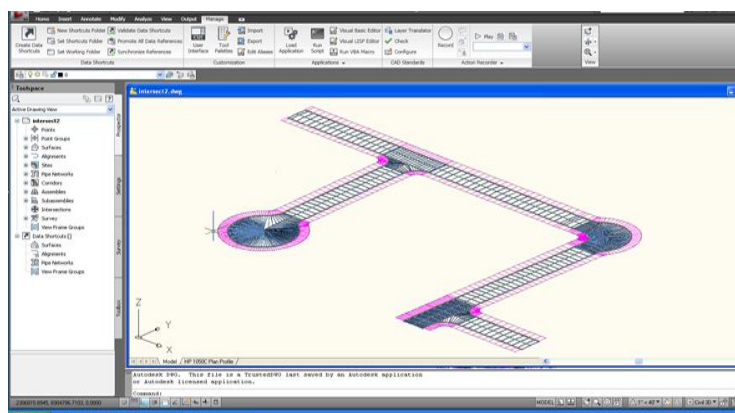 Home Insert Annotate Modify Analyze View Output Manage
New Shortcuts Folder Validate Data Shortcuts Import Visual Basic Editor Layer Translator Play
Set Shortcuts Folder Promote All Data References Export Visual LISP Editor Check
Create Data Shortcuts Set Working Folder Synchronize References User Interface Tool Palettes Edit Aliases Load Application Run Script Run VBA Macro Configure Record
Data Shortcuts Customization Applications CAD Standards Action Recorder View
0
Toolspace
Intersect2.dwg
Active Drawing View
intersect2
Points
Point Groups
Surfaces
Alignments
Sites
Pipe Networks
Corridors
Assemblies
Subassemblies
Intersections
Survey
View Frame Groups
Data Shortcuts []
Surfaces
Alignments
Pipe Networks
View Frame Groups
Prospector
Settings
Survey
Toolbox
Z
Y
X
Model / HP 1050C Plan-Profile /
Autodesk DWG. This file is a TrustedDWG last saved by an Autodesk application
or Autodesk licensed application.
Command:
MODEL 1"=40' Civil 3D